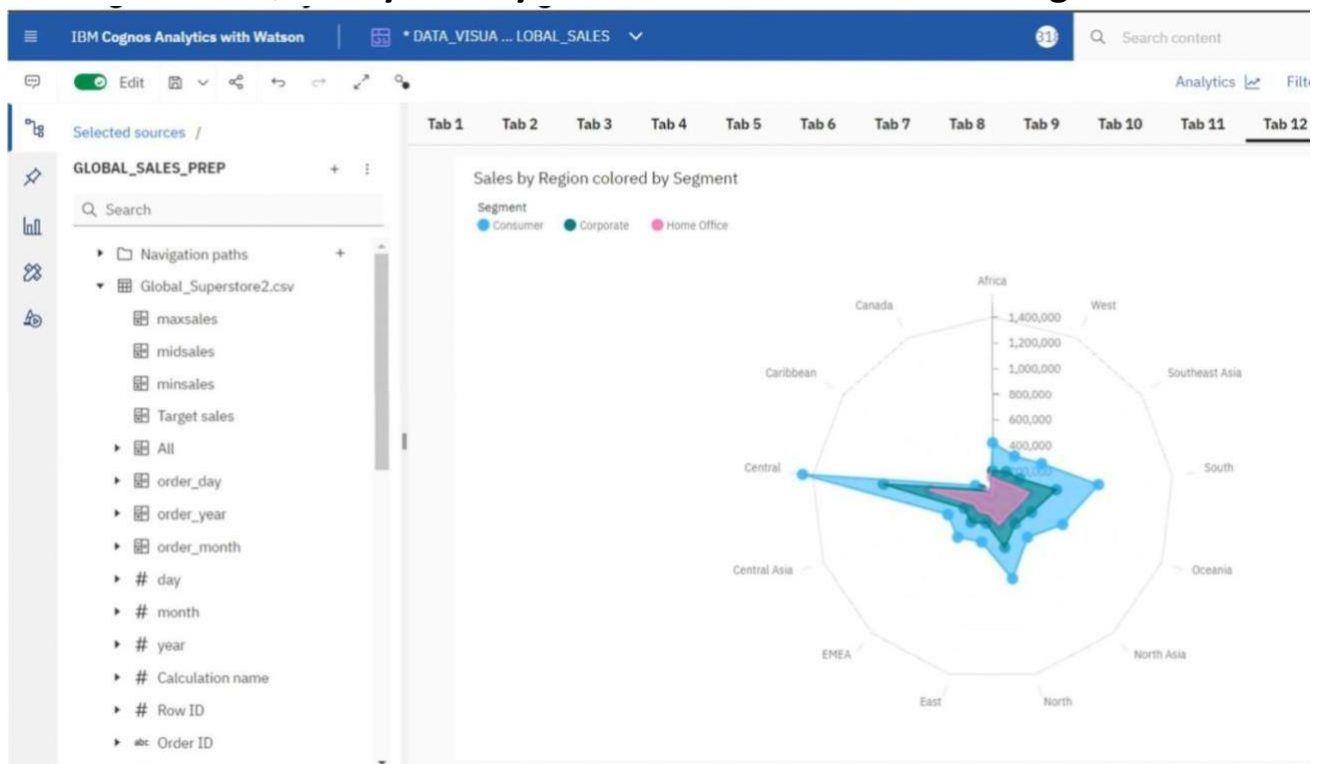 IBM Cognos Analytics with Watson
* DATA_VISUA ... LOBAL_SALES
Search content
Edit
Analytics
Selected sources /
Tab 1 Tab 2 Tab 3 Tab 4 Tab 5 Tab 6 Tab 7 Tab 8 Tab 9 Tab 10 Tab 11 Tab 12
GLOBAL_SALES_PREP
Search
Navigation paths
Global_Superstore2.csv
maxsales
midsales
minsales
Target sales
All
order_day
order_year
order_month
# day
# month
# year
# Calculation name
# Row ID
abc Order ID
Sales by Region colored by Segment
Segment
Consumer Corporate Home Office
Africa
Canada
West
1,400,000
1,200,000
Caribbean
1,000,000
Southeast Asia
800,000
600,000
400,000
Central
South
Central Asia
Oceania
EMEA
North Asia
East
North